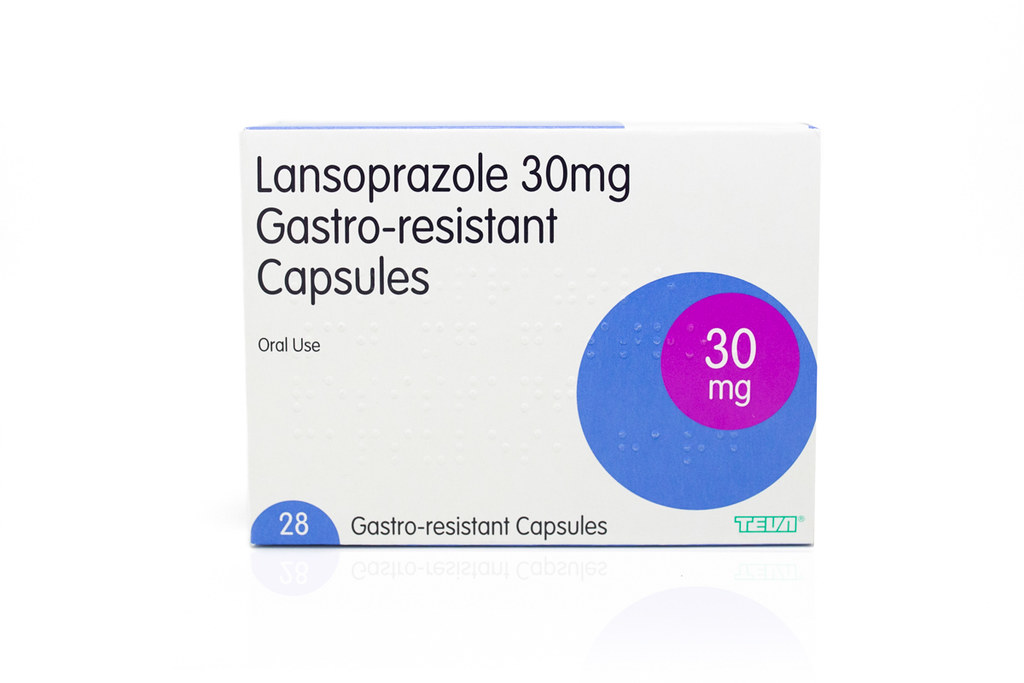 Lansoprazole 30mg
Gastro-resistant
Capsules
Oral Use
30
mg
28 Gastro-resistant Capsules
TEVA®